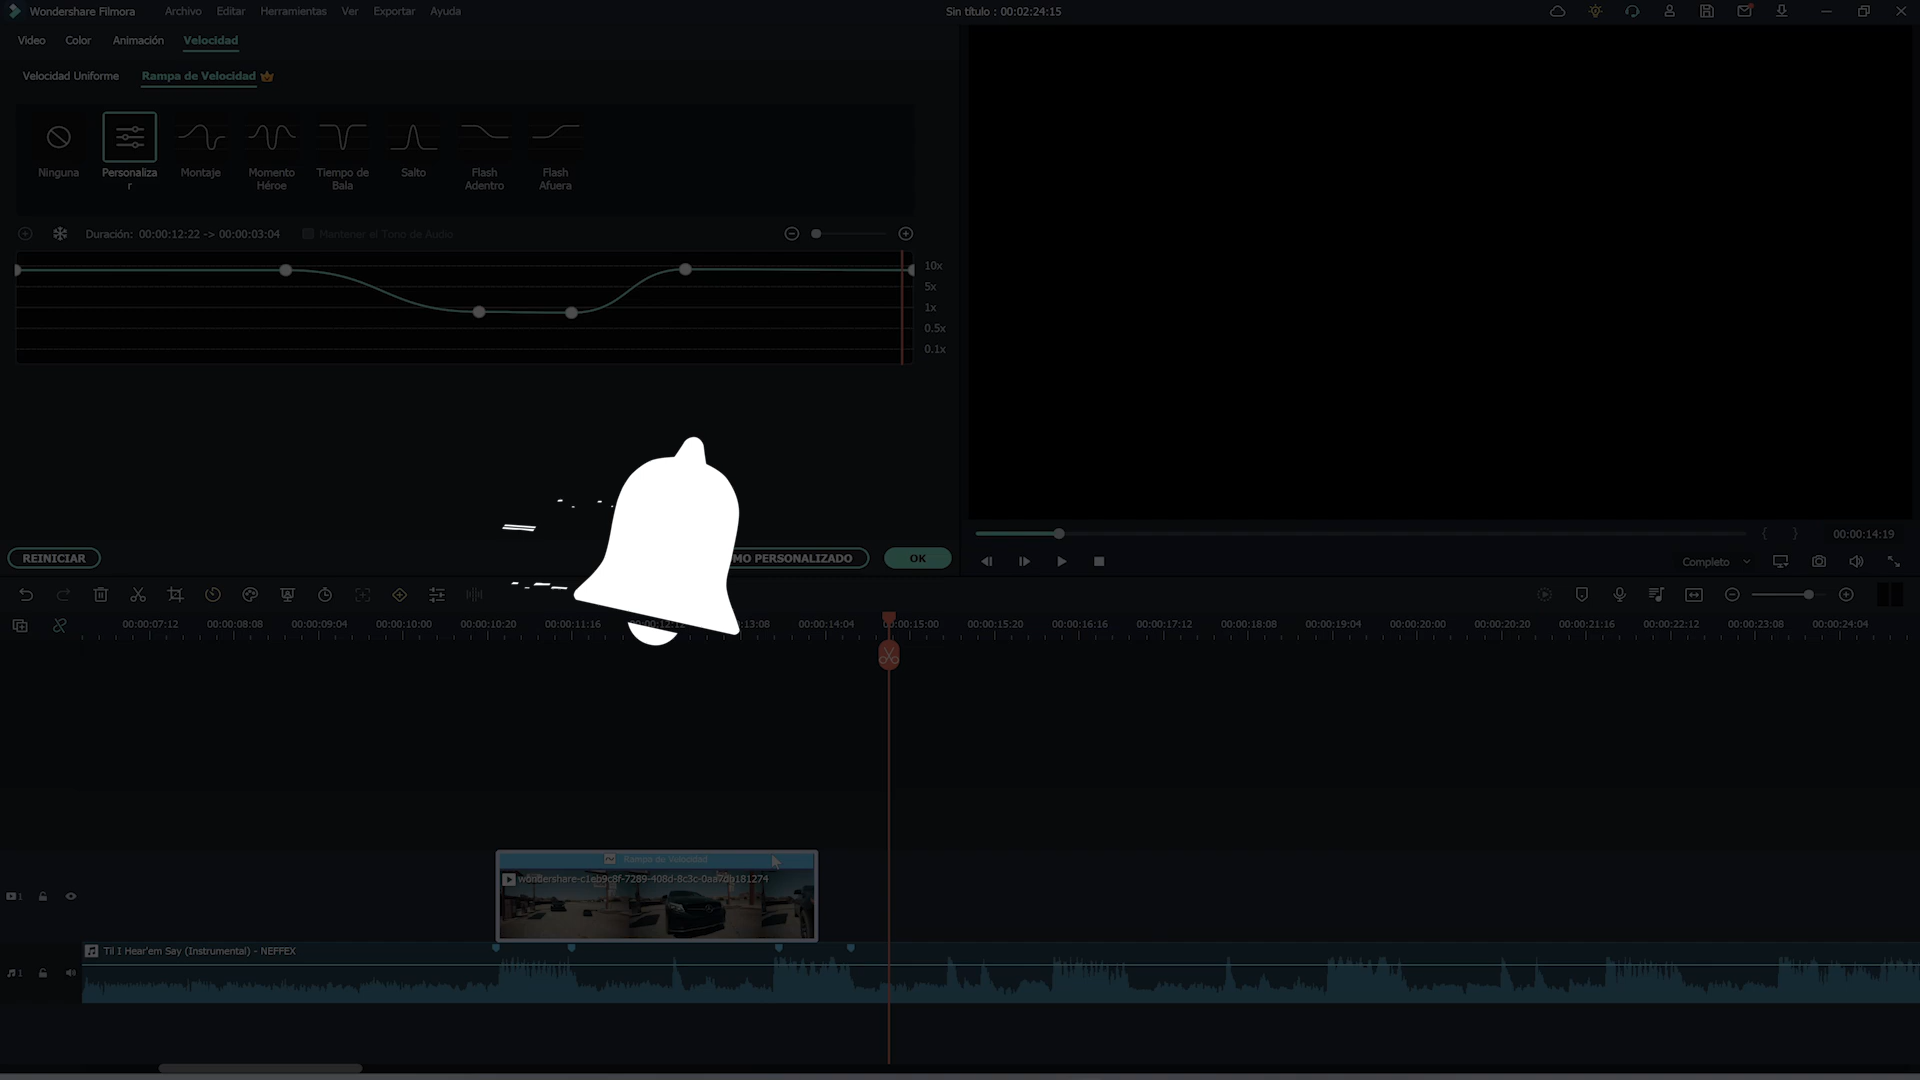 Wondershare Filmora Archivo Editar Herramientas Ver Exportar Ayuda Sin título : 00:02:24:15
Video Color Animación Velocidad
Velocidad Uniforme Rampa de Velocidad
Ninguna
Personaliza
r
Montaje
Momento
Héroe
Tiempo de
Bala
Salto
Flash
Adentro
Flash
Afuera
Duración: 00:00:12:22 -> 00:00:03:04 Mantener el Tono de Audio
10x
5x
1x
0.5x
0.1x
00:00:14:19
REINICIAR MO PERSONALIZADO OK
Completo
00:00:07:12 00:00:08:08 00:00:09:04 00:00:10:00 00:00:10:20 00:00:11:16 00:00:12:12 13:08 00:00:14:04 00:00:15:00 00:00:15:20 00:00:16:16 00:00:17:12 00:00:18:08 00:00:19:04 00:00:20:00 00:00:20:20 00:00:21:16 00:00:22:12 00:00:23:08 00:00:24:04
Rampa de Velocidad
wondershare-c1eb9c8f-7289-408d-8c3c-0aa7db181274
1
Til I Hear'em Say (Instrumental) - NEFFEX
1